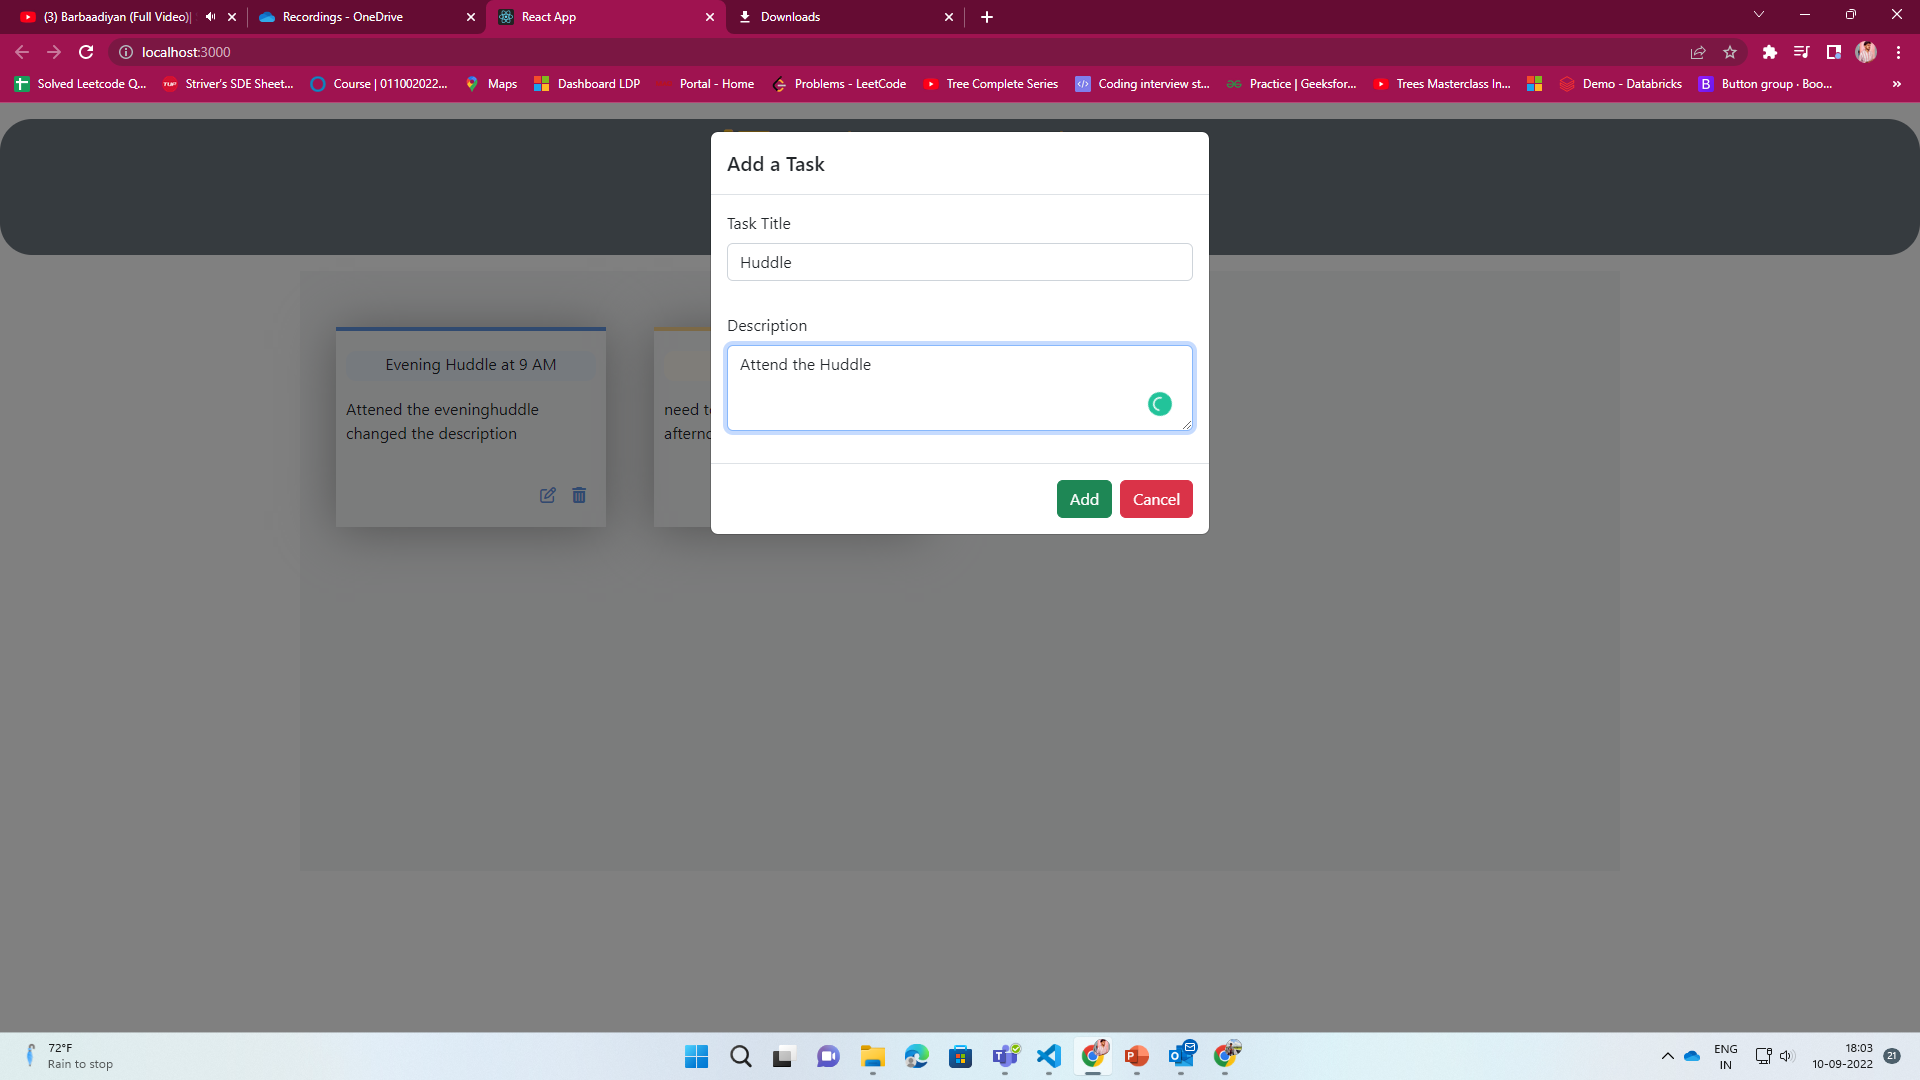 (3) Barbaadiyan (Full Video)|
Recordings - OneDrive
React App
Downloads
localhost:3000
Solved Leetcode Q...
Striver's SDE Sheet...
Course | 011002022...
Maps
Dashboard LDP
Portal - Home
Problems - LeetCode
Tree Complete Series
Coding interview st...
Practice | Geeksfor...
Trees Masterclass In...
Demo - Databricks
Button group · Boo...
»
Add a Task
Task Title
Huddle
Description
Attend the Huddle
Add
Cancel
Evening Huddle at 9 AM
Attened the eveninghuddle
changed the description
need
72°F
Rain to stop
ENG
IN
18:03
10-09-2022
21